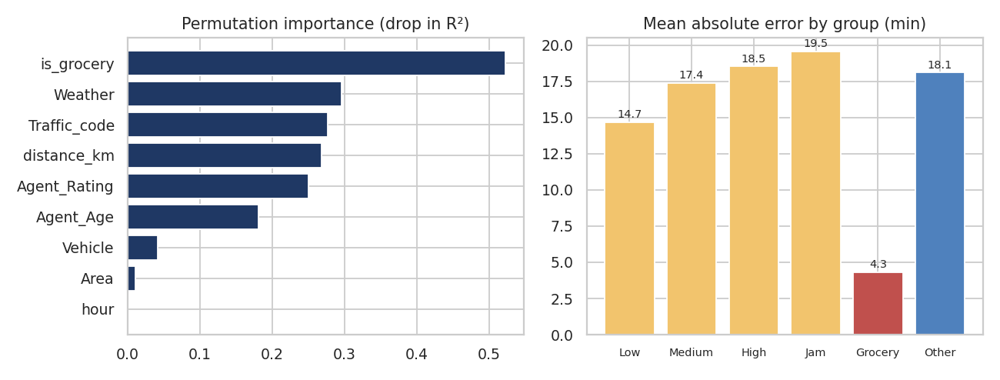 Permutation importance (drop in R²)
is_grocery
Weather
Traffic_code
distance_km
Agent_Rating
Agent_Age
Vehicle
Area
hour
0.0 0.1 0.2 0.3 0.4 0.5
Mean absolute error by group (min)
20.0
17.5
15.0
12.5
10.0
7.5
5.0
2.5
0.0
14.7
17.4
18.5
19.5
4.3
18.1
Low Medium High Jam Grocery Other